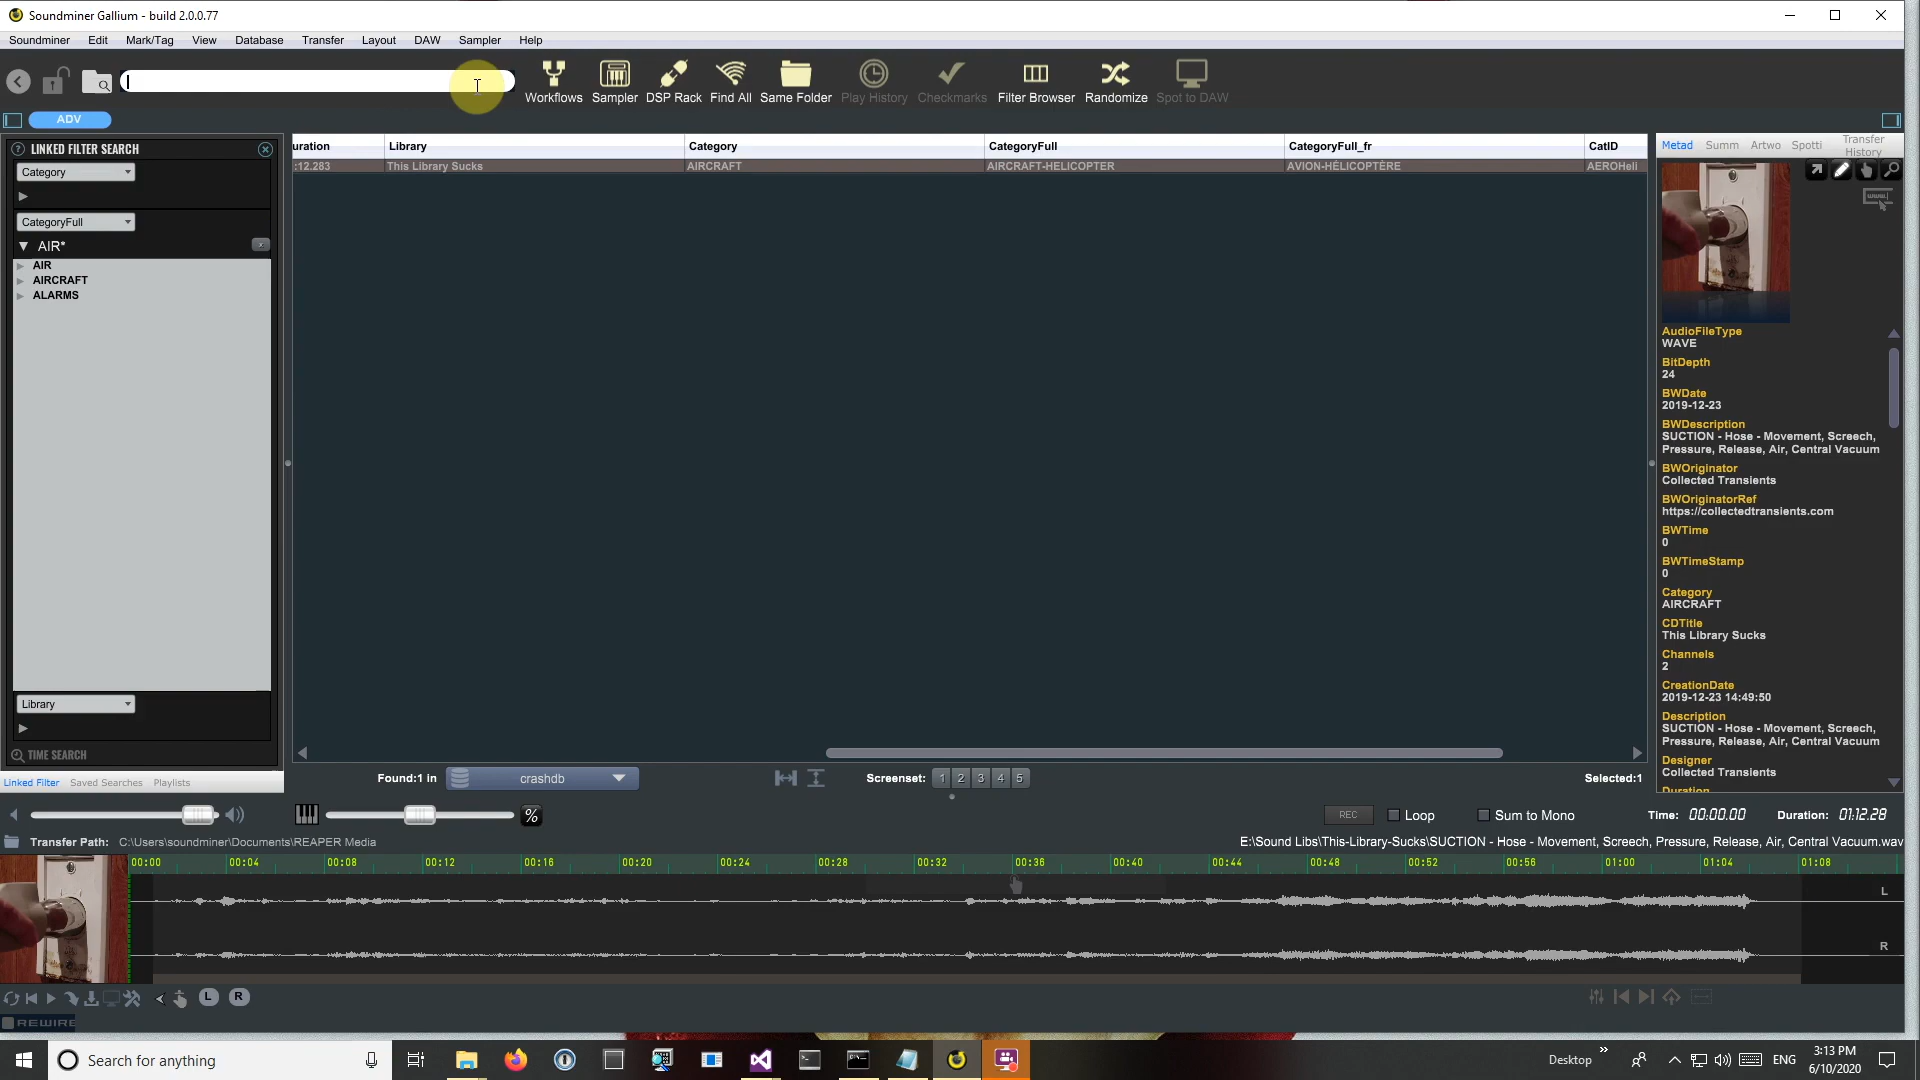 Soundminer Gallium - build 2.0.0.77
Soundminer Edit Mark/Tag View Database Transfer Layout DAW Sampler Help
Workflows Sampler DSP Rack Find All Same Folder Play History Checkmarks Filter Browser Randomize Spot to DAW
ADV
LINKED FILTER SEARCH
Category
CategoryFull
AIR*
AIR
AIRCRAFT
ALARMS
Library
TIME SEARCH
Linked Filter Saved Searches Playlists
uration Library Category CategoryFull CategoryFull_fr CatID
:12.283 This Library Sucks AIRCRAFT AIRCRAFT-HELICOPTER AVION-HÉLICOPTÈRE AEROHeli
Metad Summ Artwo Spotti Transfer History
AudioFileType
WAVE
BitDepth
24
BWDate
2019-12-23
BWDescription
SUCTION - Hose - Movement, Screech,
Pressure, Release, Air, Central Vacuum
BWOriginator
Collected Transients
BWOriginatorRef
https://collectedtransients.com
BWTime
0
BWTimeStamp
0
Category
AIRCRAFT
CDTitle
This Library Sucks
Channels
2
CreationDate
2019-12-23 14:49:50
Description
SUCTION - Hose - Movement, Screech,
Pressure, Release, Air, Central Vacuum
Designer
Collected Transients
Duration
Found:1 in crashdb Screenset: 1 2 3 4 5 Selected:1
% REC Loop Sum to Mono Time: 00:00.00 Duration: 01:12.28
Transfer Path: C:\Users\soundminer\Documents\REAPER Media
E:\Sound Libs\This-Library-Sucks\SUCTION - Hose - Movement, Screech, Pressure, Release, Air, Central Vacuum.wav
00:00 00:04 00:08 00:12 00:16 00:20 00:24 00:28 00:32 00:36 00:40 00:44 00:48 00:52 00:56 01:00 01:04 01:08
L
R
L R
REWIRE
Search for anything
Desktop » ENG 3:13 PM
6/10/2020